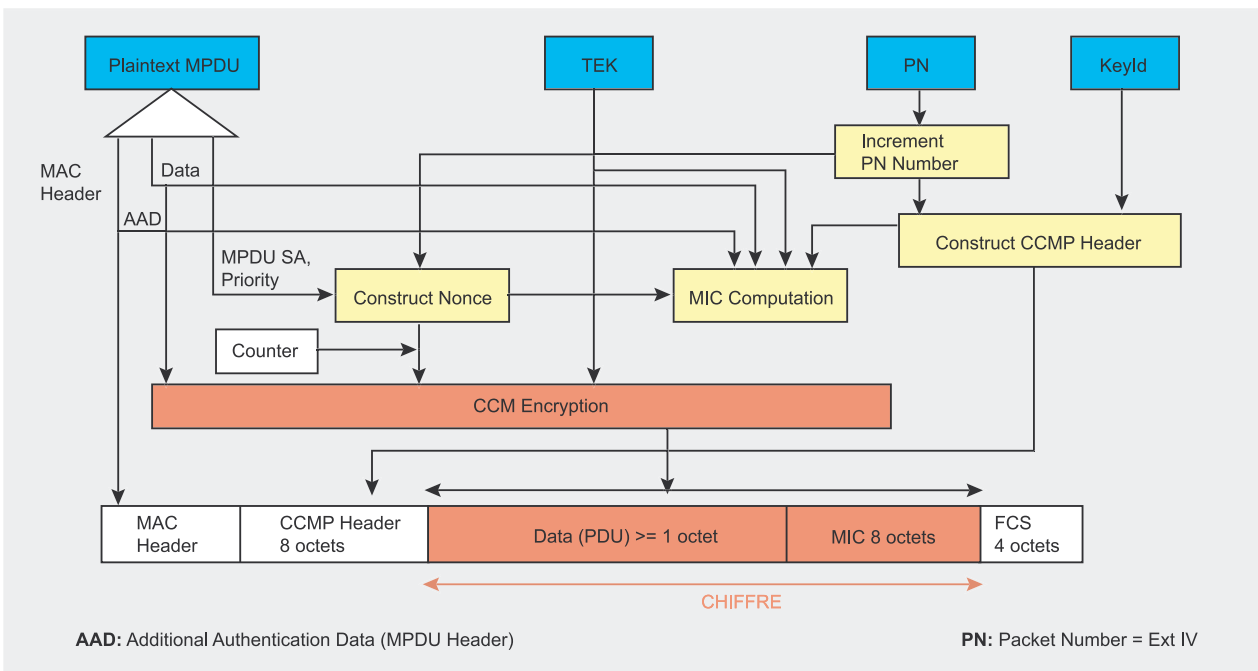 Plaintext MPDU
TEK
PN
KeyId
Increment
PN Number
MAC
Header
Data
AAD
Construct CCMP Header
MPDU SA,
Priority
Construct Nonce
MIC Computation
Counter
CCM Encryption
MAC
Header
CCMP Header
8 octets
Data (PDU) >= 1 octet
MIC 8 octets
FCS
4 octets
CHIFFRE
AAD: Additional Authentication Data (MPDU Header)
PN: Packet Number = Ext IV